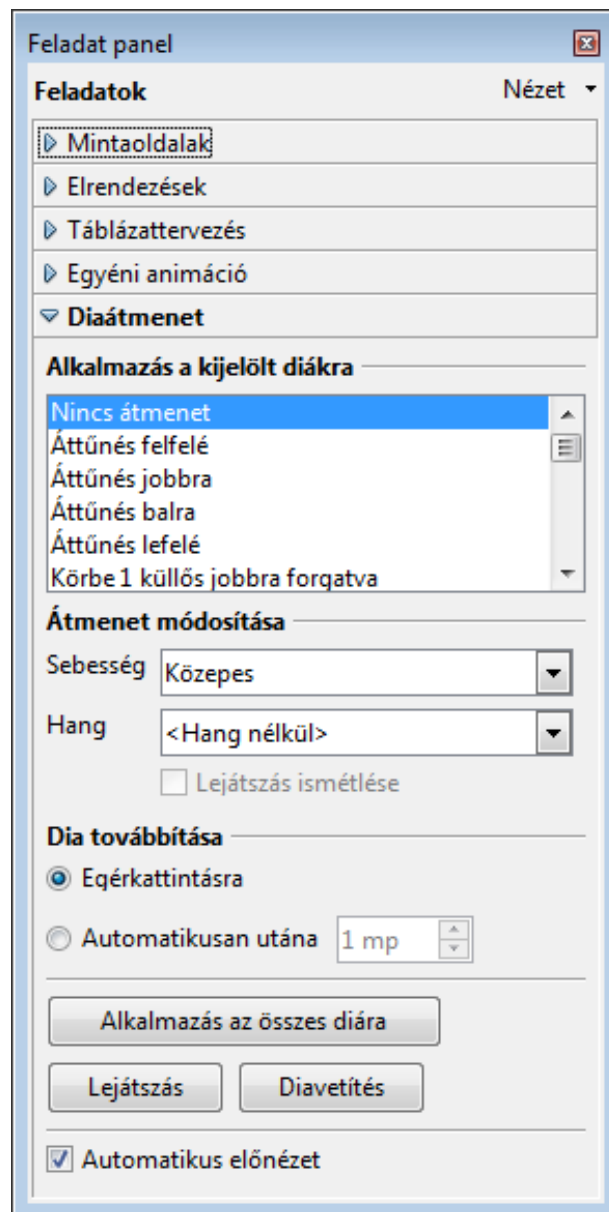 Feladat panel
Feladatok Nézet
Mintaoldalak
Elrendezések
Táblázattervezés
Egyéni animáció
Diaátmenet
Alkalmazás a kijelölt diákra
Nincs átmenet
Áttűnés felfelé
Áttűnés jobbra
Áttűnés balra
Áttűnés lefelé
Körbe 1 küllős jobbra forgatva
Átmenet módosítása
Sebesség Közepes
Hang <Hang nélkül>
Lejátszás ismétlése
Dia továbbítása
Egérkattintásra
Automatikusan utána 1 mp
Alkalmazás az összes diára
Lejátszás Diavetítés
Automatikus előnézet